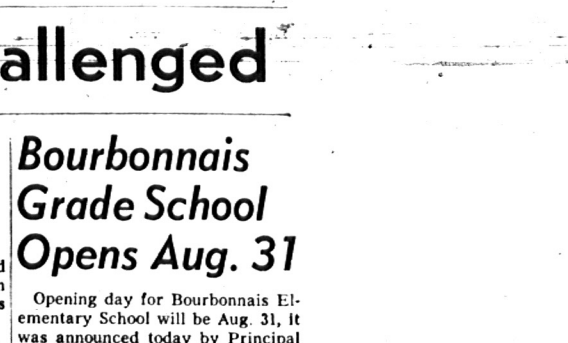 allenged
Bourbonnais
Grade School
Opens Aug. 31
Opening day for Bourbonnais El-
ementary School will be Aug. 31, it
was announced today by Principal